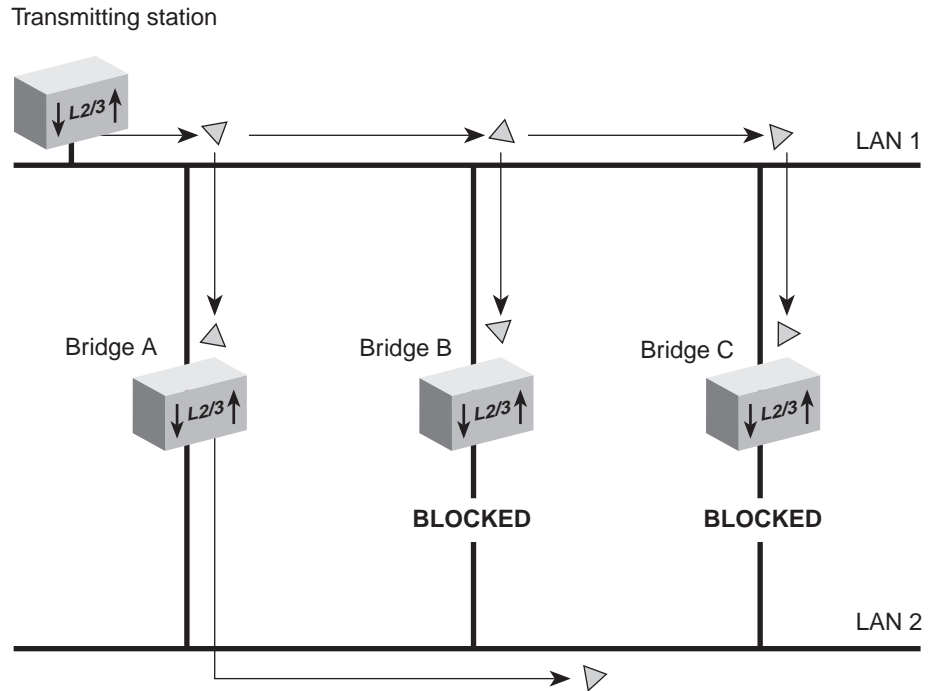 Transmitting station
L2/3
LAN 1
Bridge A
Bridge B
Bridge C
L2/3
L2/3
L2/3
BLOCKED
BLOCKED
LAN 2